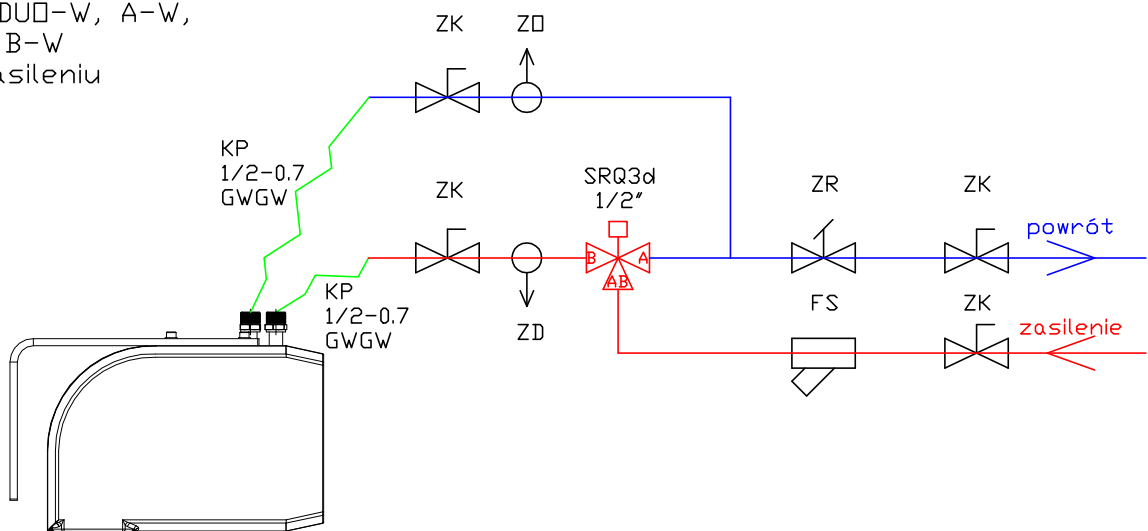 DUO-W, A-W,
B-W
asileniu
ZK
ZO
KP
1/2-0.7
GWGW
ZK
SRQ3d
1/2"
ZR
ZK
powrót
B
A
AB
KP
1/2-0.7
GWGW
ZD
FS
ZK
zasilenie